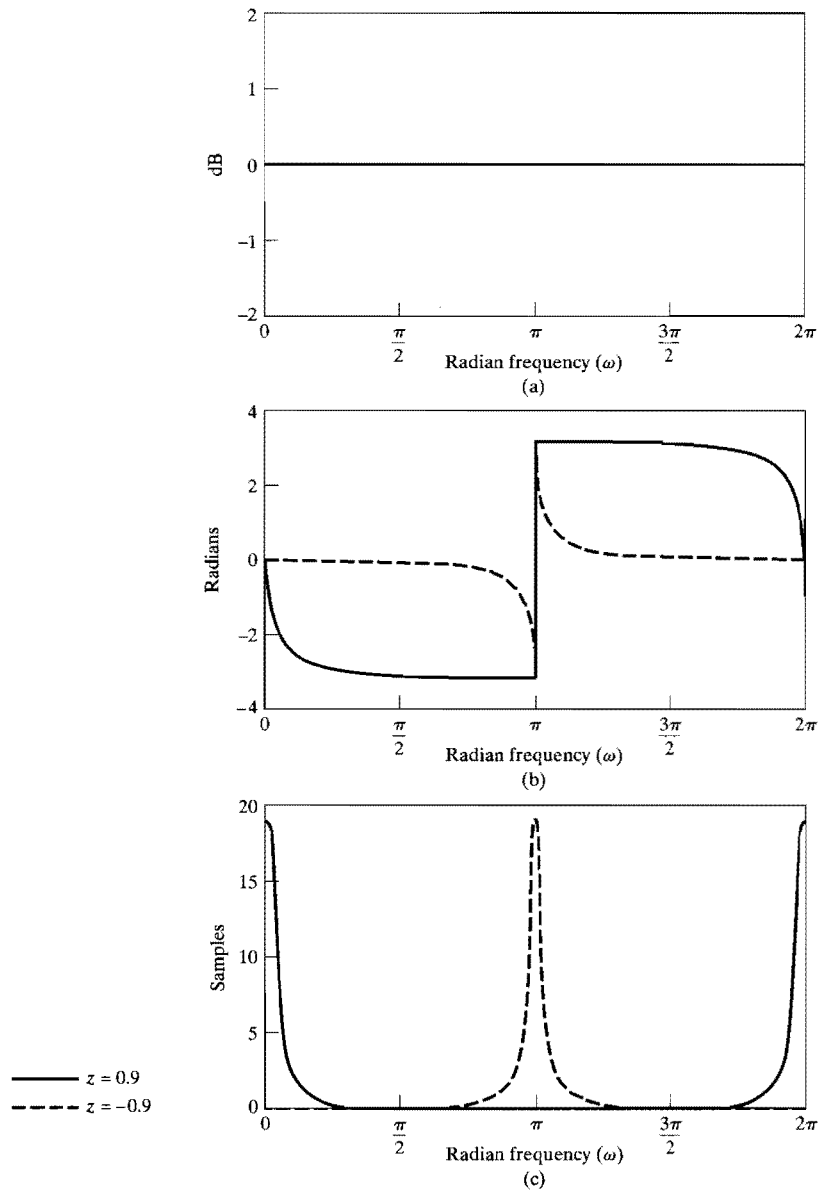 2
1
0
−1
−2
dB
0
π/2
π
3π/2
2π
Radian frequency (ω)
(a)
4
2
0
−2
−4
Radians
0
π/2
π
3π/2
2π
Radian frequency (ω)
(b)
20
15
10
5
0
Samples
0
π/2
π
3π/2
2π
Radian frequency (ω)
(c)
z = 0.9
z = −0.9